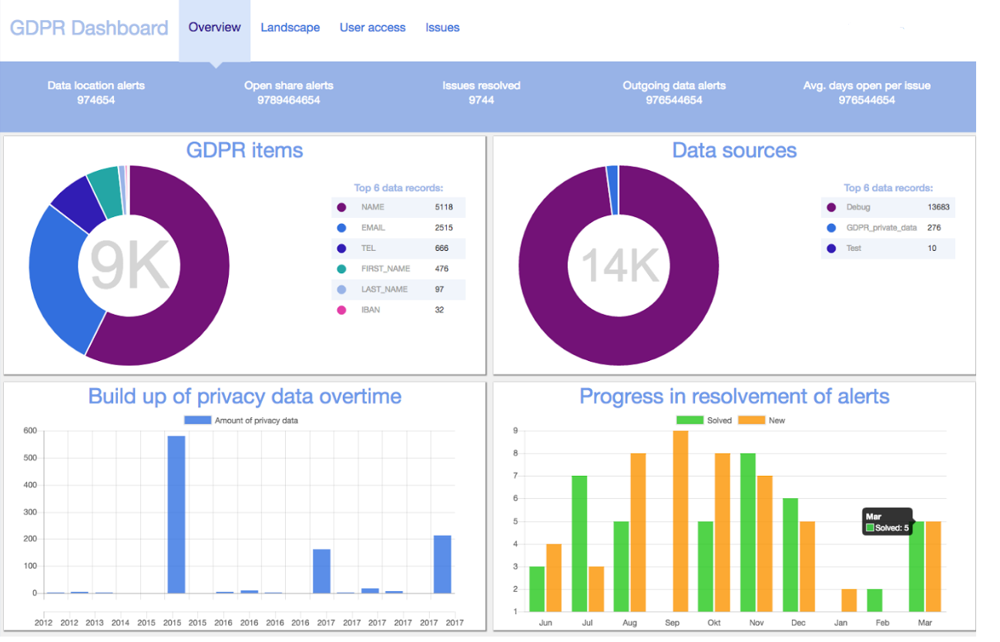 GDPR Dashboard Overview Landscape User access Issues
Data location alerts Open share alerts Issues resolved Outgoing data alerts Avg. days open per issue
974654 9789464654 9744 976544654 976544654
GDPR items
9K
Top 6 data records:
NAME 5118
EMAIL 2515
TEL 666
FIRST_NAME 476
LAST_NAME 97
IBAN 32
Data sources
14K
Top 6 data records:
Debug 13683
GDPR_private_data 276
Test 10
Build up of privacy data overtime
Amount of privacy data
600
500
400
300
200
100
0
2012 2012 2013 2014 2015 2015 2015 2016 2016 2016 2016 2017 2017 2017 2017 2017 2017
Progress in resolvement of alerts
Solved New
9
8
7
6
5
4
3
2
1
Mar
Solved: 5
Jun Jul Aug Sep Okt Nov Dec Jan Feb Mar